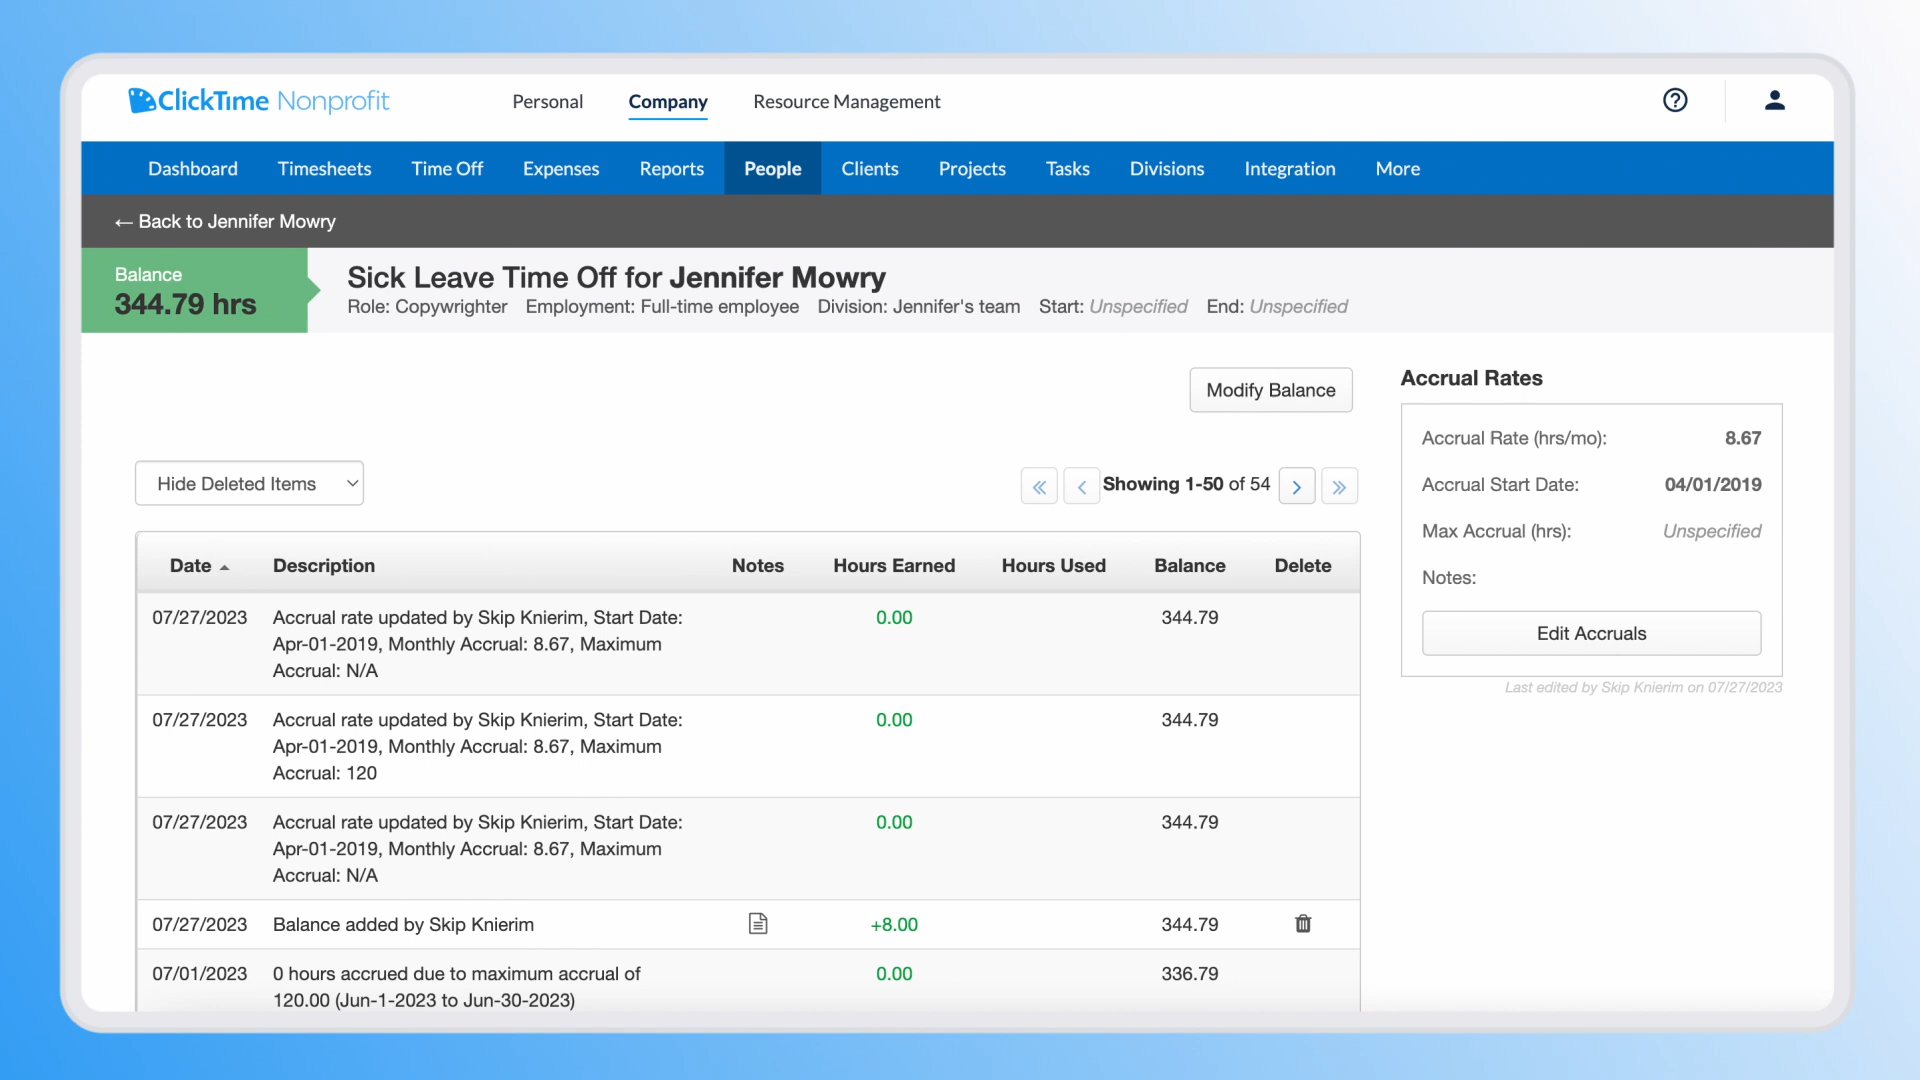 ClickTime Nonprofit
Personal
Company
Resource Management
Dashboard
Timesheets
Time Off
Expenses
Reports
People
Clients
Projects
Tasks
Divisions
Integration
More
← Back to Jennifer Mowry
Balance
344.79 hrs
Sick Leave Time Off for Jennifer Mowry
Role: Copywrighter Employment: Full-time employee Division: Jennifer's team Start: Unspecified End: Unspecified
Modify Balance
Hide Deleted Items
« ‹ Showing 1-50 of 54 › »
Date Description Notes Hours Earned Hours Used Balance Delete
07/27/2023 Accrual rate updated by Skip Knierim, Start Date: 0.00 344.79
Apr-01-2019, Monthly Accrual: 8.67, Maximum
Accrual: N/A
07/27/2023 Accrual rate updated by Skip Knierim, Start Date: 0.00 344.79
Apr-01-2019, Monthly Accrual: 8.67, Maximum
Accrual: 120
07/27/2023 Accrual rate updated by Skip Knierim, Start Date: 0.00 344.79
Apr-01-2019, Monthly Accrual: 8.67, Maximum
Accrual: N/A
07/27/2023 Balance added by Skip Knierim +8.00 344.79
07/01/2023 0 hours accrued due to maximum accrual of 0.00 336.79
120.00 (Jun-1-2023 to Jun-30-2023)
Accrual Rates
Accrual Rate (hrs/mo): 8.67
Accrual Start Date: 04/01/2019
Max Accrual (hrs): Unspecified
Notes:
Edit Accruals
Last edited by Skip Knierim on 07/27/2023